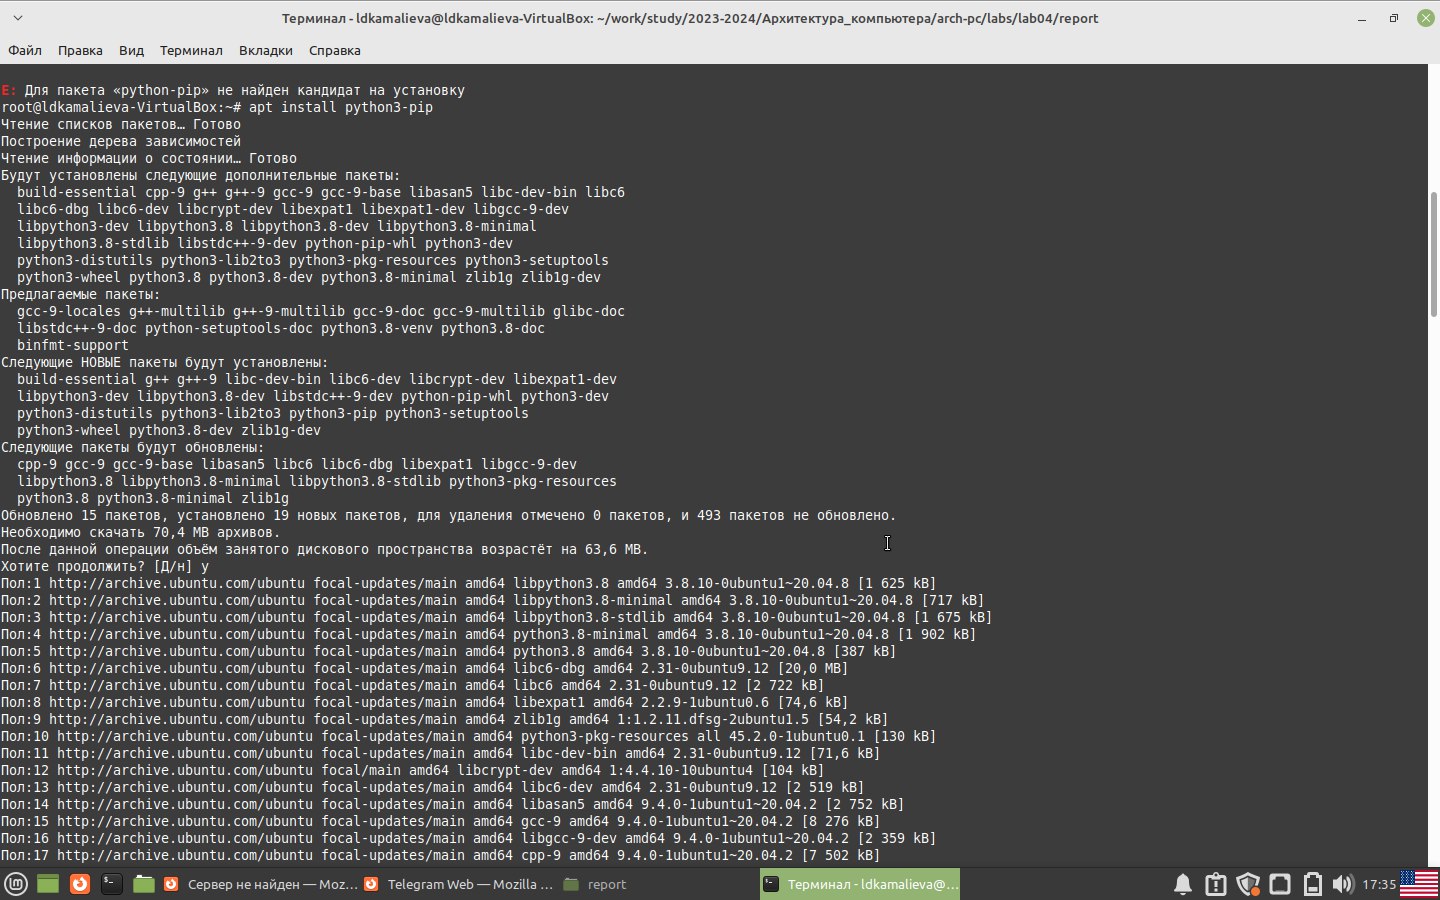 Терминал - ldkamalieva@ldkamalieva-VirtualBox: ~/work/study/2023-2024/Архитектура_компьютера/arch-pc/labs/lab04/report
Файл Правка Вид Терминал Вкладки Справка
E: Для пакета «python-pip» не найден кандидат на установку
root@ldkamalieva-VirtualBox:~# apt install python3-pip
Чтение списков пакетов… Готово
Построение дерева зависимостей
Чтение информации о состоянии… Готово
Будут установлены следующие дополнительные пакеты:
build-essential cpp-9 g++ g++-9 gcc-9 gcc-9-base libasan5 libc-dev-bin libc6
libc6-dbg libc6-dev libcrypt-dev libexpat1 libexpat1-dev libgcc-9-dev
libpython3-dev libpython3.8 libpython3.8-dev libpython3.8-minimal
libpython3.8-stdlib libstdc++-9-dev python-pip-whl python3-dev
python3-distutils python3-lib2to3 python3-pkg-resources python3-setuptools
python3-wheel python3.8 python3.8-dev python3.8-minimal zlib1g zlib1g-dev
Предлагаемые пакеты:
gcc-9-locales g++-multilib g++-9-multilib gcc-9-doc gcc-9-multilib glibc-doc
libstdc++-9-doc python-setuptools-doc python3.8-venv python3.8-doc
binfmt-support
Следующие НОВЫЕ пакеты будут установлены:
build-essential g++ g++-9 libc-dev-bin libc6-dev libcrypt-dev libexpat1-dev
libpython3-dev libpython3.8-dev libstdc++-9-dev python-pip-whl python3-dev
python3-distutils python3-lib2to3 python3-pip python3-setuptools
python3-wheel python3.8-dev zlib1g-dev
Следующие пакеты будут обновлены:
cpp-9 gcc-9 gcc-9-base libasan5 libc6 libc6-dbg libexpat1 libgcc-9-dev
libpython3.8 libpython3.8-minimal libpython3.8-stdlib python3-pkg-resources
python3.8 python3.8-minimal zlib1g
Обновлено 15 пакетов, установлено 19 новых пакетов, для удаления отмечено 0 пакетов, и 493 пакетов не обновлено.
Необходимо скачать 70,4 MB архивов.
После данной операции объём занятого дискового пространства возрастёт на 63,6 MB.
Хотите продолжить? [Д/н] y
Пол:1 http://archive.ubuntu.com/ubuntu focal-updates/main amd64 libpython3.8 amd64 3.8.10-0ubuntu1~20.04.8 [1 625 kB]
Пол:2 http://archive.ubuntu.com/ubuntu focal-updates/main amd64 libpython3.8-minimal amd64 3.8.10-0ubuntu1~20.04.8 [717 kB]
Пол:3 http://archive.ubuntu.com/ubuntu focal-updates/main amd64 libpython3.8-stdlib amd64 3.8.10-0ubuntu1~20.04.8 [1 675 kB]
Пол:4 http://archive.ubuntu.com/ubuntu focal-updates/main amd64 python3.8-minimal amd64 3.8.10-0ubuntu1~20.04.8 [1 902 kB]
Пол:5 http://archive.ubuntu.com/ubuntu focal-updates/main amd64 python3.8 amd64 3.8.10-0ubuntu1~20.04.8 [387 kB]
Пол:6 http://archive.ubuntu.com/ubuntu focal-updates/main amd64 libc6-dbg amd64 2.31-0ubuntu9.12 [20,0 MB]
Пол:7 http://archive.ubuntu.com/ubuntu focal-updates/main amd64 libc6 amd64 2.31-0ubuntu9.12 [2 722 kB]
Пол:8 http://archive.ubuntu.com/ubuntu focal-updates/main amd64 libexpat1 amd64 2.2.9-1ubuntu0.6 [74,6 kB]
Пол:9 http://archive.ubuntu.com/ubuntu focal-updates/main amd64 zlib1g amd64 1:1.2.11.dfsg-2ubuntu1.5 [54,2 kB]
Пол:10 http://archive.ubuntu.com/ubuntu focal-updates/main amd64 python3-pkg-resources all 45.2.0-1ubuntu0.1 [130 kB]
Пол:11 http://archive.ubuntu.com/ubuntu focal-updates/main amd64 libc-dev-bin amd64 2.31-0ubuntu9.12 [71,6 kB]
Пол:12 http://archive.ubuntu.com/ubuntu focal/main amd64 libcrypt-dev amd64 1:4.4.10-10ubuntu4 [104 kB]
Пол:13 http://archive.ubuntu.com/ubuntu focal-updates/main amd64 libc6-dev amd64 2.31-0ubuntu9.12 [2 519 kB]
Пол:14 http://archive.ubuntu.com/ubuntu focal-updates/main amd64 libasan5 amd64 9.4.0-1ubuntu1~20.04.2 [2 752 kB]
Пол:15 http://archive.ubuntu.com/ubuntu focal-updates/main amd64 gcc-9 amd64 9.4.0-1ubuntu1~20.04.2 [8 276 kB]
Пол:16 http://archive.ubuntu.com/ubuntu focal-updates/main amd64 libgcc-9-dev amd64 9.4.0-1ubuntu1~20.04.2 [2 359 kB]
Пол:17 http://archive.ubuntu.com/ubuntu focal-updates/main amd64 cpp-9 amd64 9.4.0-1ubuntu1~20.04.2 [7 502 kB]
Сервер не найден — Moz... Telegram Web — Mozilla ... report Терминал - ldkamalieva@... 17:35